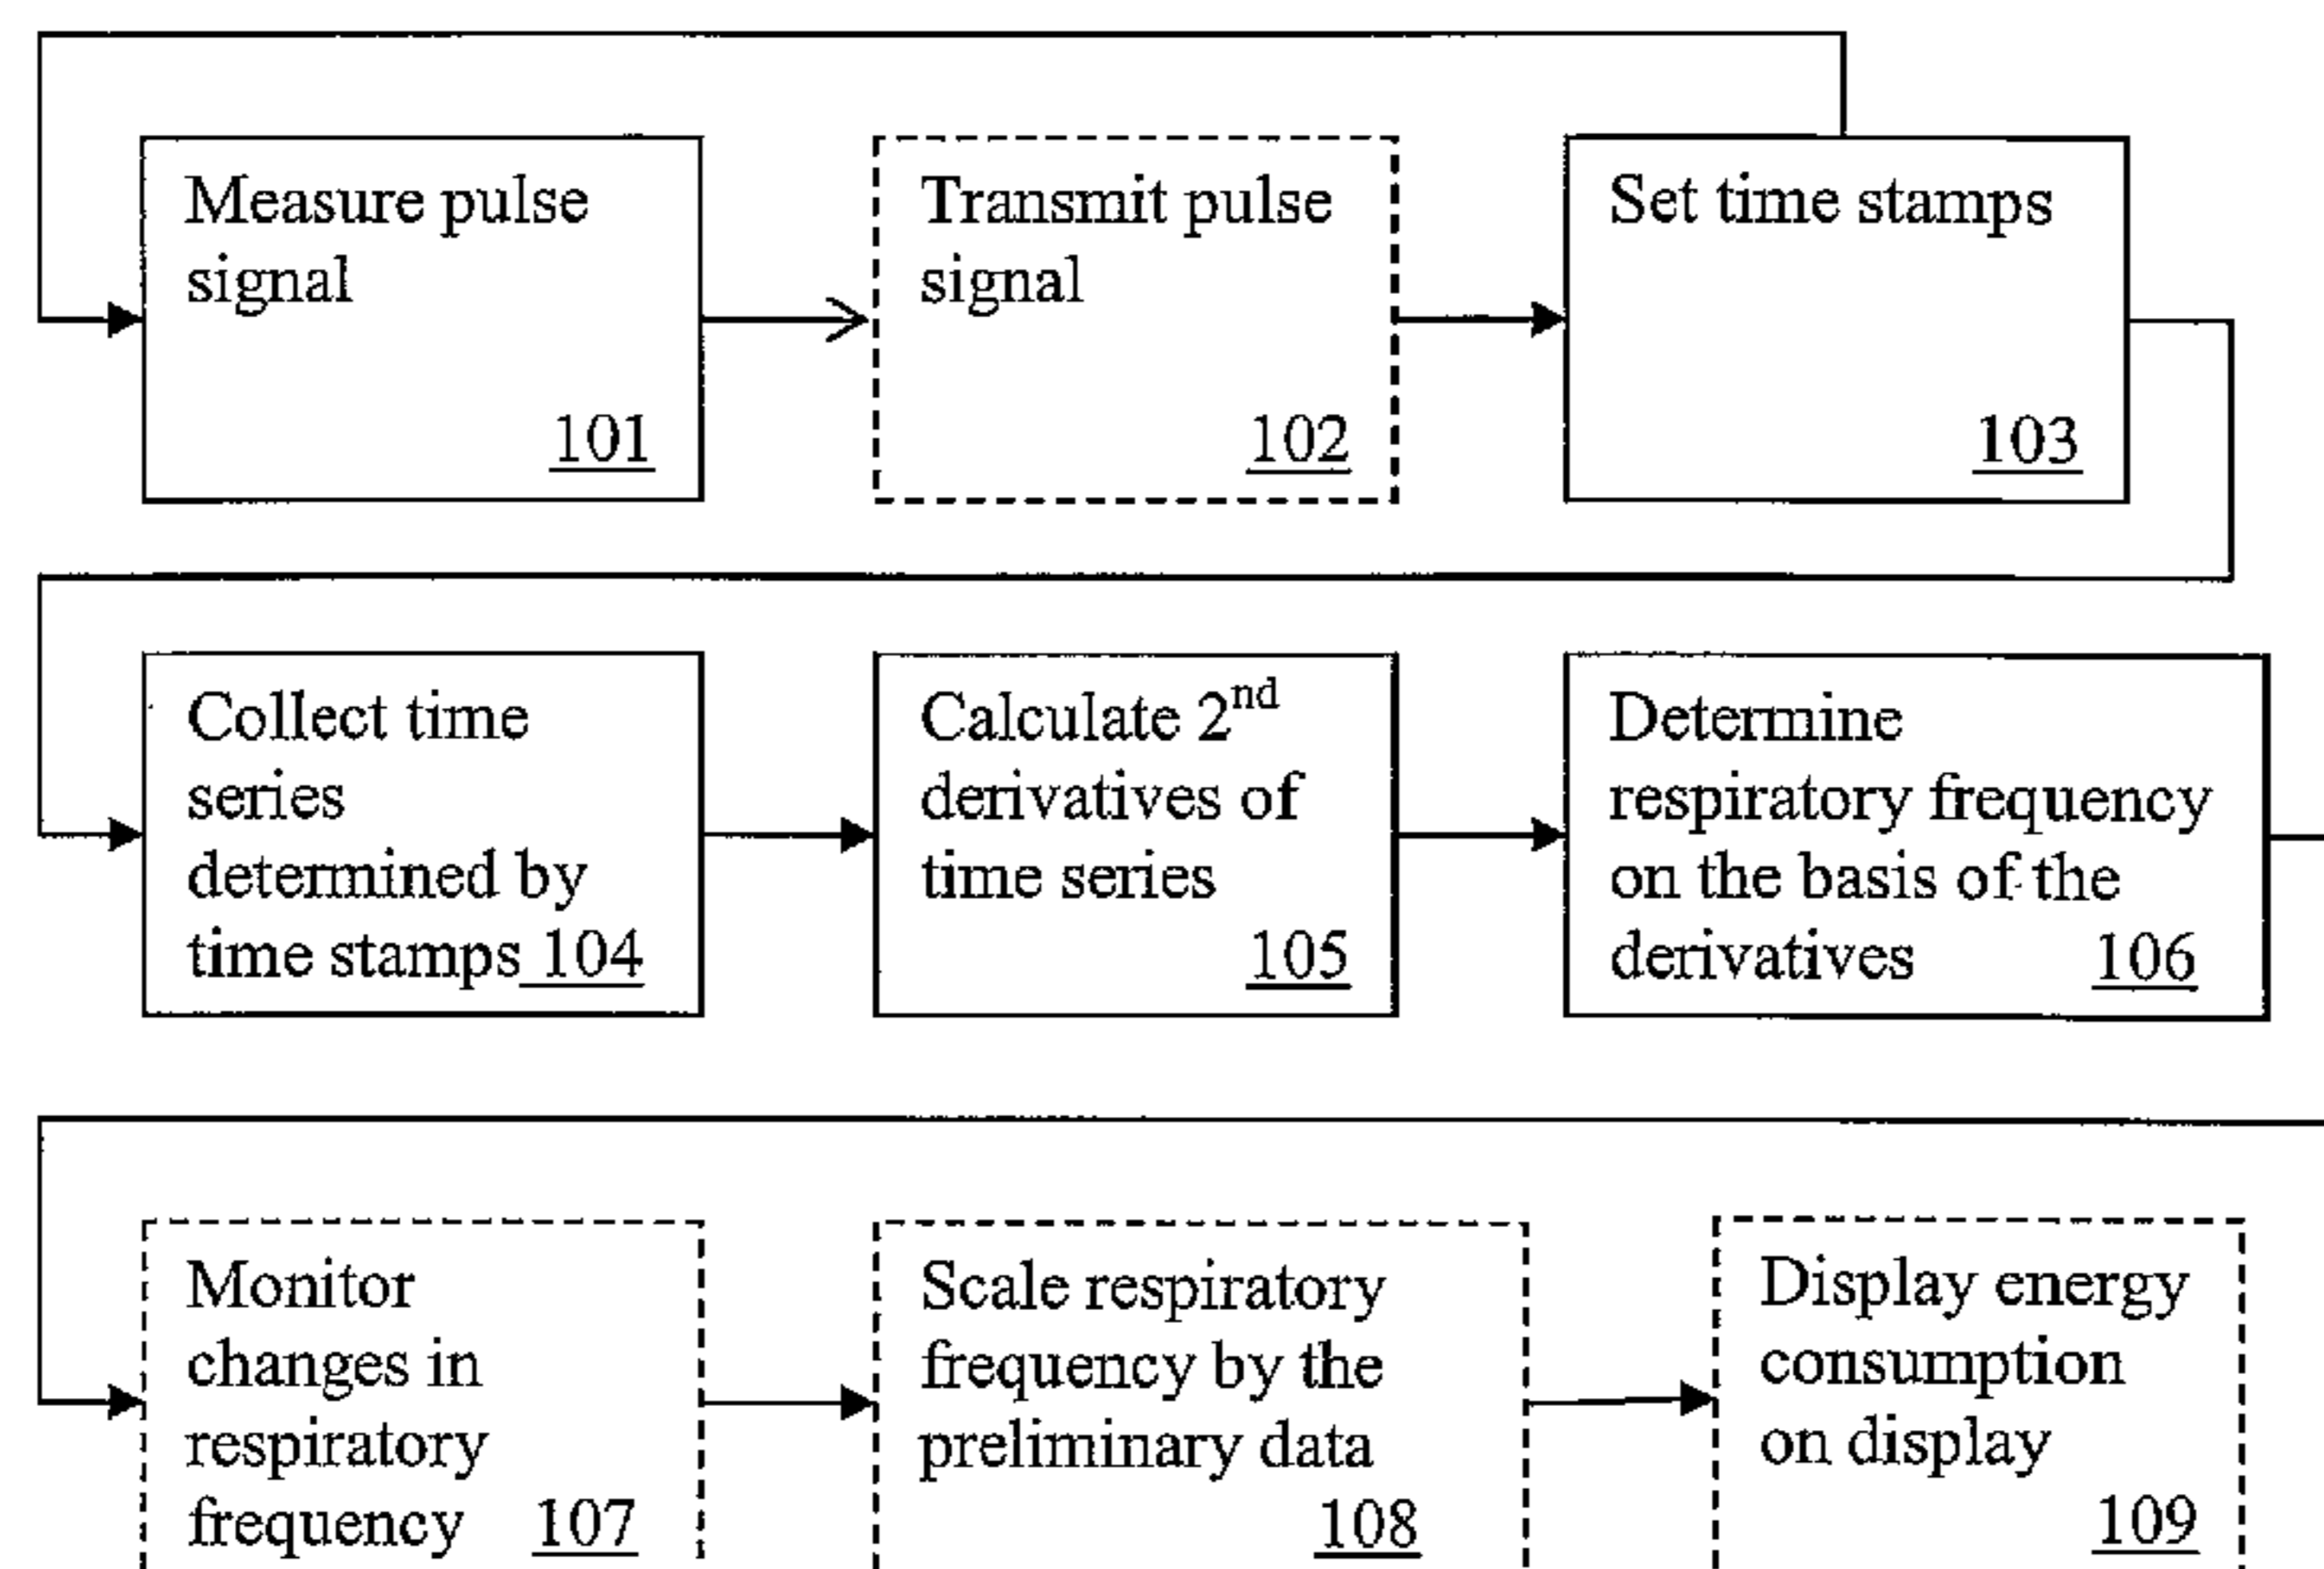 Measure pulse
signal
101
Transmit pulse
signal
102
Set time stamps
103
Collect time
series
determined by
time stamps 104
Calculate 2nd
derivatives of
time series
105
Determine
respiratory frequency
on the basis of the
derivatives 106
Monitor
changes in
respiratory
frequency 107
Scale respiratory
frequency by the
preliminary data
108
Display energy
consumption
on display
109